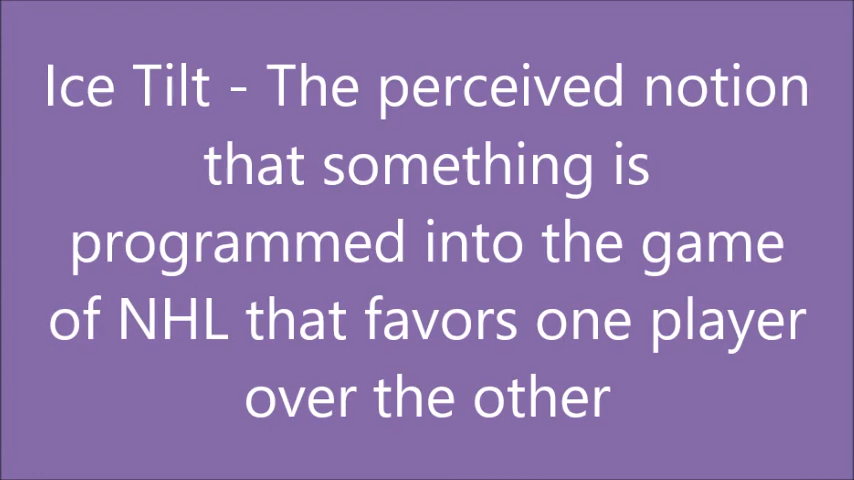 Ice Tilt - The perceived notion
that something is
programmed into the game
of NHL that favors one player
over the other